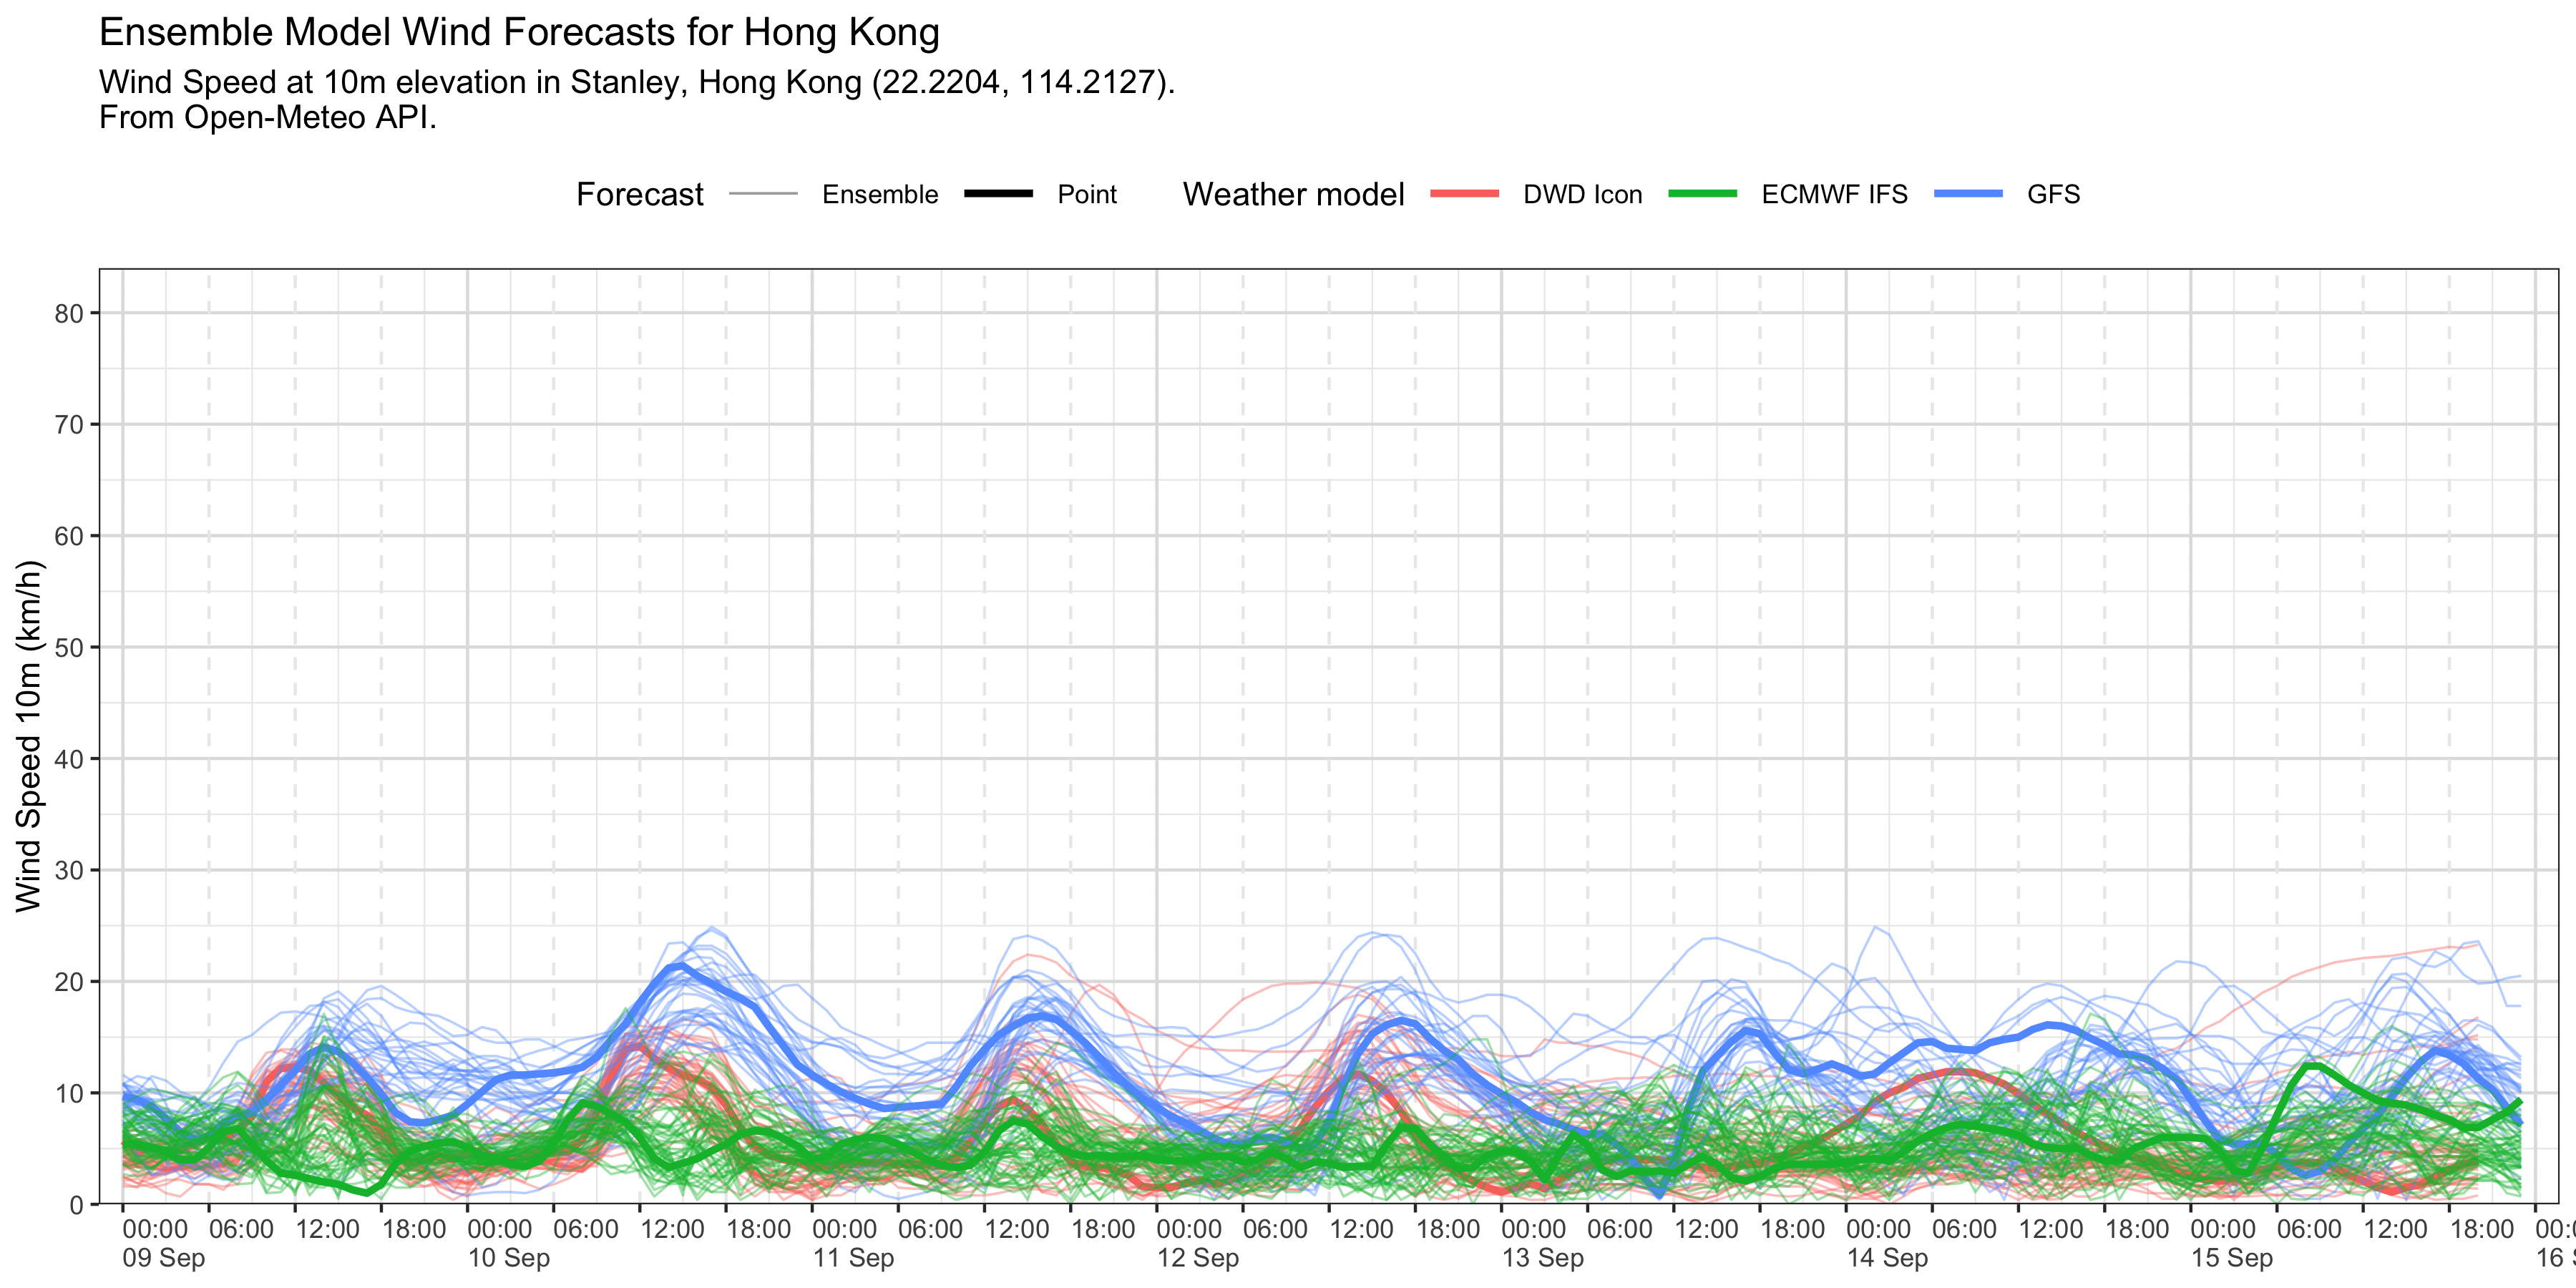 Ensemble Model Wind Forecasts for Hong Kong
Wind Speed at 10m elevation in Stanley, Hong Kong (22.2204, 114.2127).
From Open-Meteo API.
Forecast Ensemble Point Weather model DWD Icon ECMWF IFS GFS
Wind Speed 10m (km/h)
80
70
60
50
40
30
20
10
0
00:00 06:00 12:00 18:00 00:00 06:00 12:00 18:00 00:00 06:00 12:00 18:00 00:00 06:00 12:00 18:00 00:00 06:00 12:00 18:00 00:00 06:00 12:00 18:00 00:00 06:00 12:00 18:00 00:0
09 Sep 10 Sep 11 Sep 12 Sep 13 Sep 14 Sep 15 Sep 16 S